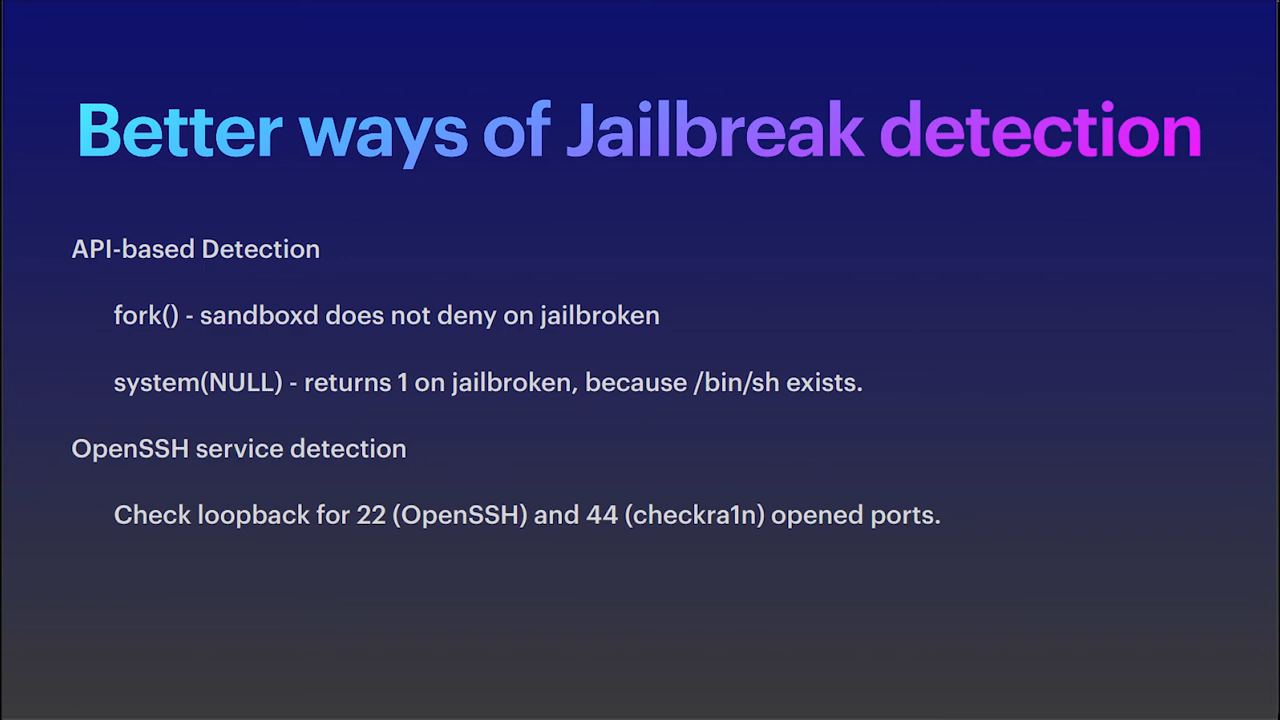 Better ways of Jailbreak detection
API-based Detection
fork() - sandboxd does not deny on jailbroken
system(NULL) - returns 1 on jailbroken, because /bin/sh exists.
OpenSSH service detection
Check loopback for 22 (OpenSSH) and 44 (checkra1n) opened ports.